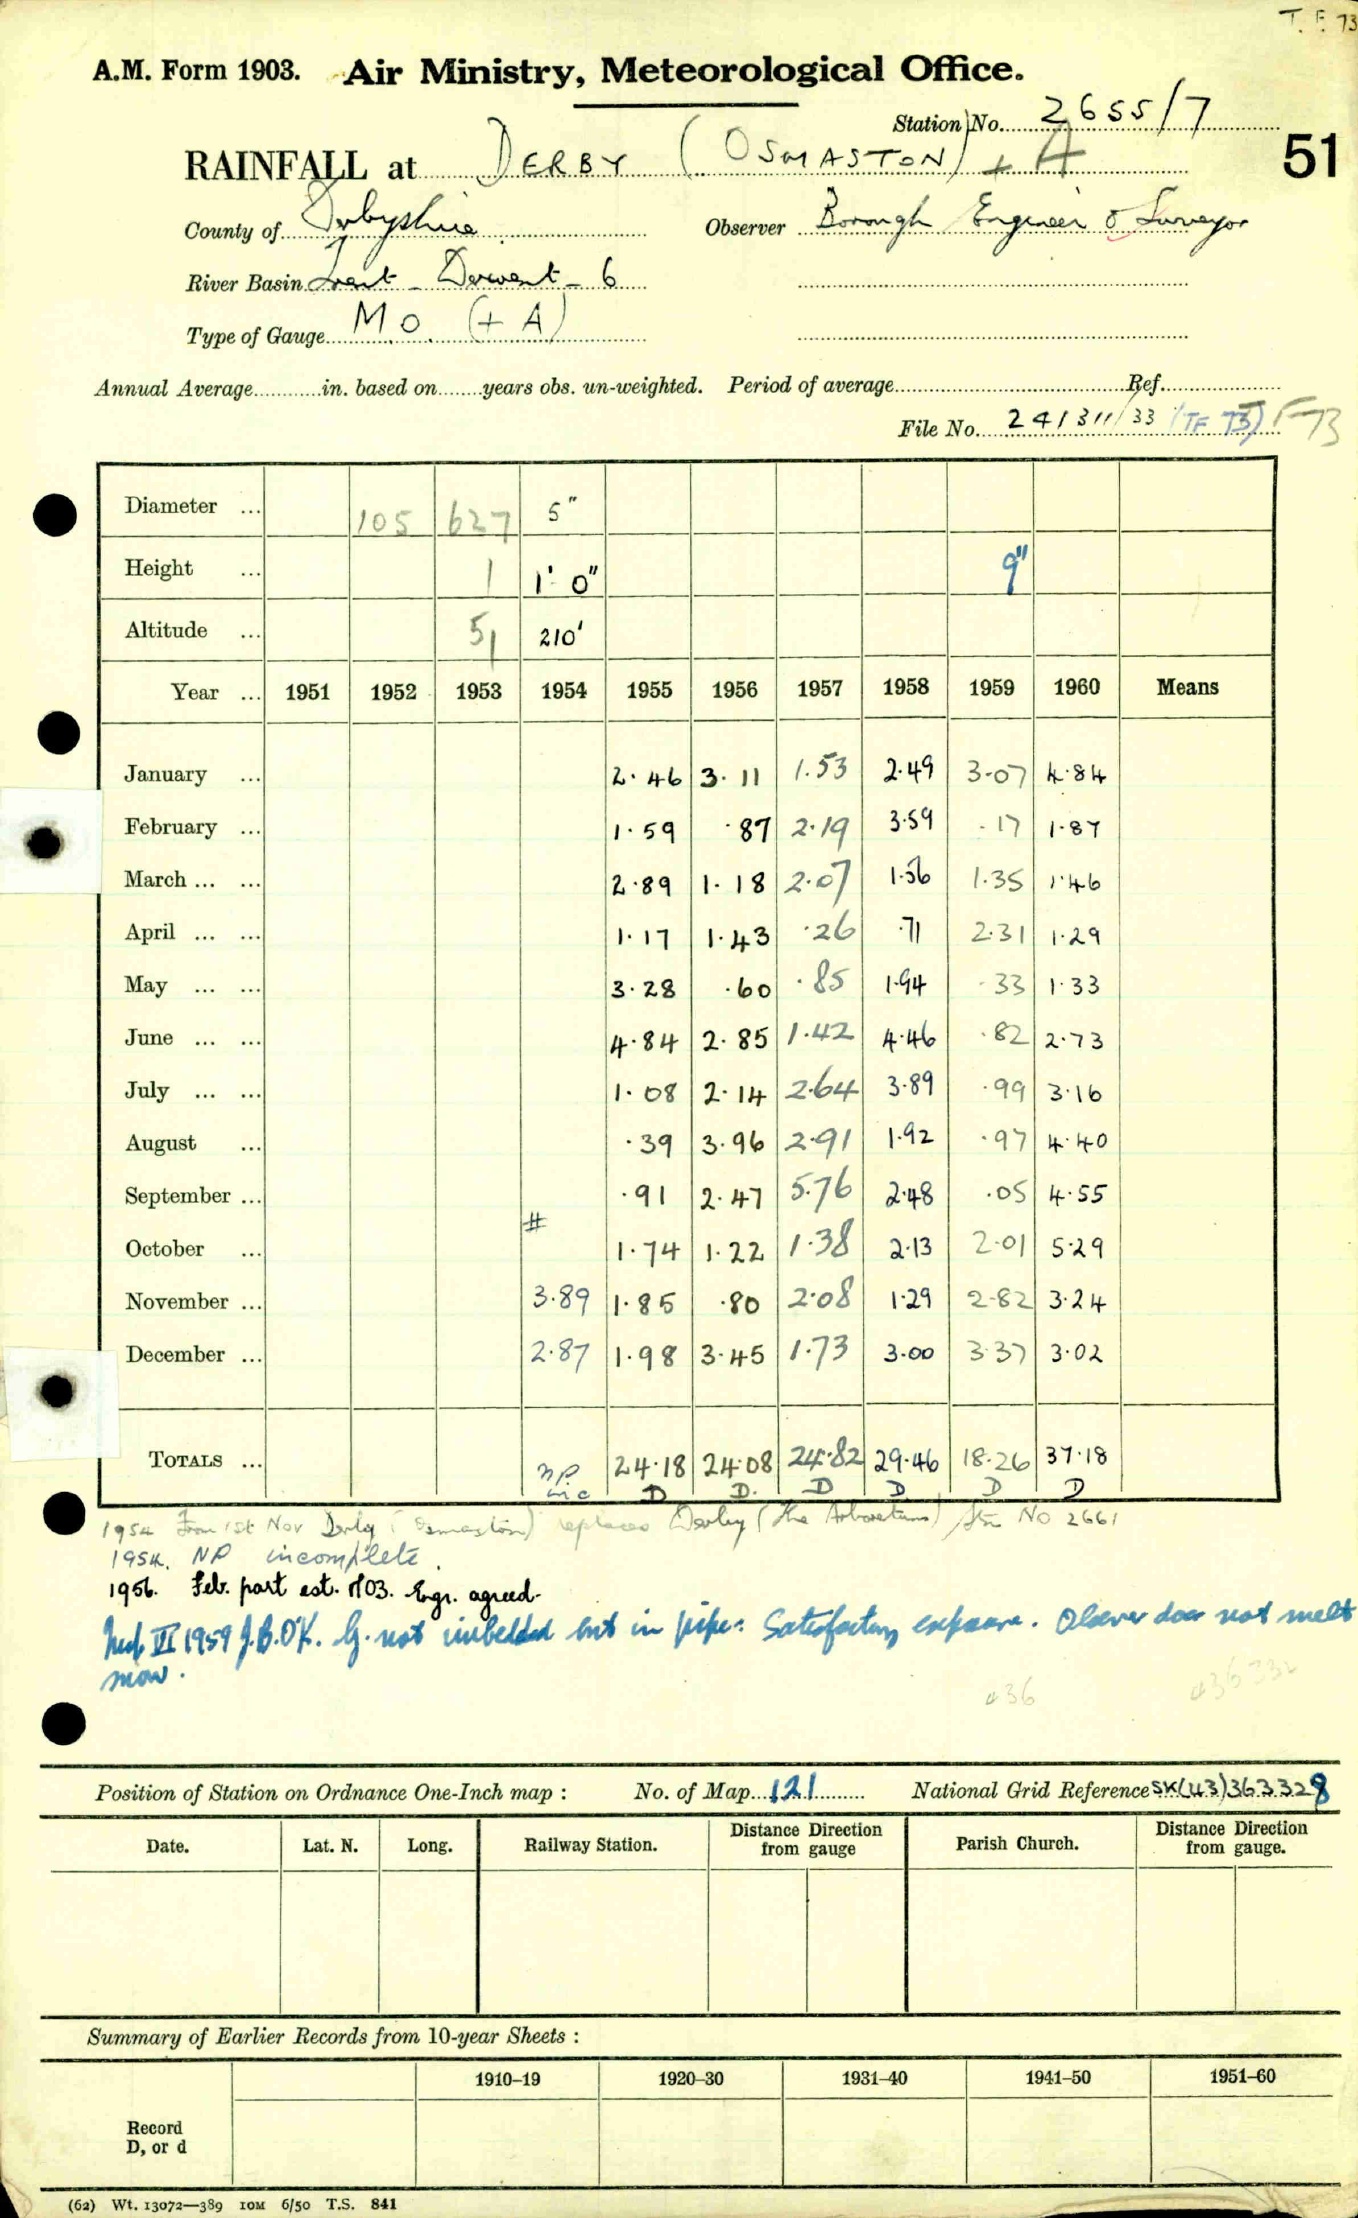 T. F. 73
A.M. Form 1903. Air Ministry, Meteorological Office.
Station No. 2655/7
51
RAINFALL at DERBY (OSMASTON) + A
County of Derbyshire Observer Borough Engineer & Surveyor
River Basin Trent - Derwent - 6
Type of Gauge M O (+ A)
Annual Average............in. based on........years obs. un-weighted. Period of average.......... Ref..........
File No. 241311/33 (TF 73) TF73
Diameter ... 105 627 5"
Height ... 1 1' 0" 9"
Altitude ... 51 210'
Year ... 1951 1952 1953 1954 1955 1956 1957 1958 1959 1960 Means
January ... 2.46 3.11 1.53 2.49 3.07 4.84
February ... 1.59 .87 2.19 3.59 .17 1.87
March ... ... 2.89 1.18 2.07 1.56 1.35 1.46
April ... ... 1.17 1.43 .26 .71 2.31 1.29
May ... ... 3.28 .60 .85 1.94 .33 1.33
June ... ... 4.84 2.85 1.42 4.46 .82 2.73
July ... ... 1.08 2.14 2.64 3.89 .99 3.16
August ... .39 3.96 2.91 1.92 .97 4.40
September ... .91 2.47 5.76 2.48 .05 4.55
#
October ... 1.74 1.22 1.38 2.13 2.01 5.29
November ... 3.89 1.85 .80 2.08 1.29 2.82 3.24
December ... 2.87 1.98 3.45 1.73 3.00 3.37 3.02
TOTALS ... NP 24.18 24.08 24.82 29.46 18.26 37.18
inc D D. D D D D
1954 From 1st Nov Derby (Osmaston) replaces Derby (The Arboretum) Stn No 2661
1954. NP incomplete.
1956. Feb. part est. M03. Engr. agreed.
Insp. VI 1959 J.B.O'K. G. not imbedded but in pipe. Satisfactory exposure. Observer does not melt
snow.
436 436332
Position of Station on Ordnance One-Inch map : No. of Map 121 National Grid Reference SK(43)363328
Date. Lat. N. Long. Railway Station. Distance Direction from gauge Parish Church. Distance Direction from gauge.
Summary of Earlier Records from 10-year Sheets :
1910–19 1920–30 1931–40 1941–50 1951–60
Record
D, or d
(62) Wt. 13072—389 10M 6/50 T.S. 841